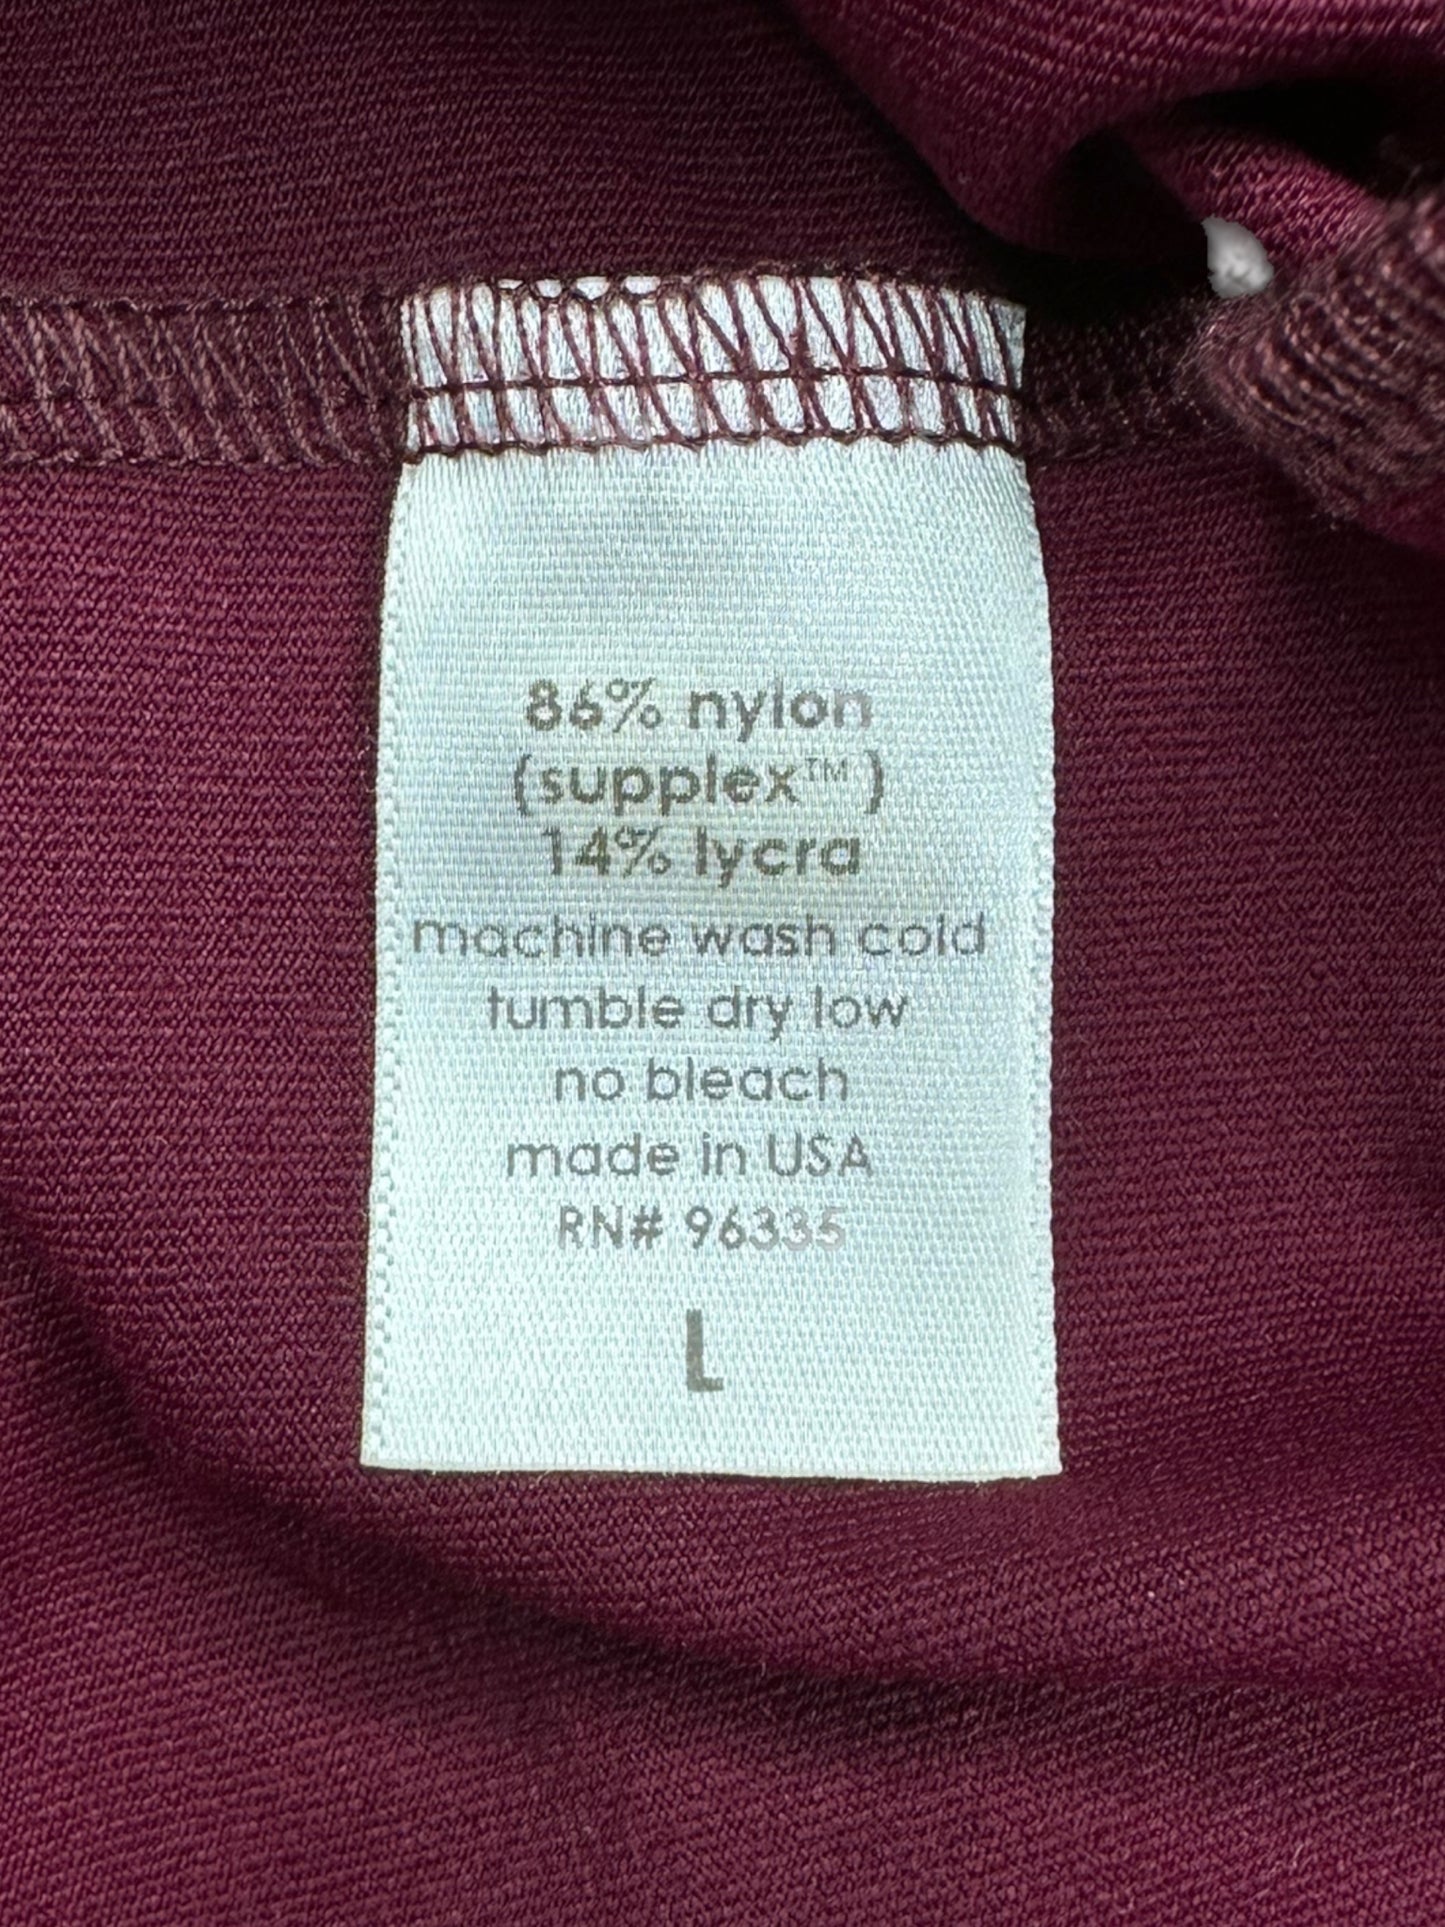 86% nylon
(supplex™)
14% lycra
machine wash cold
tumble dry low
no bleach
made in USA
RN# 96335
L